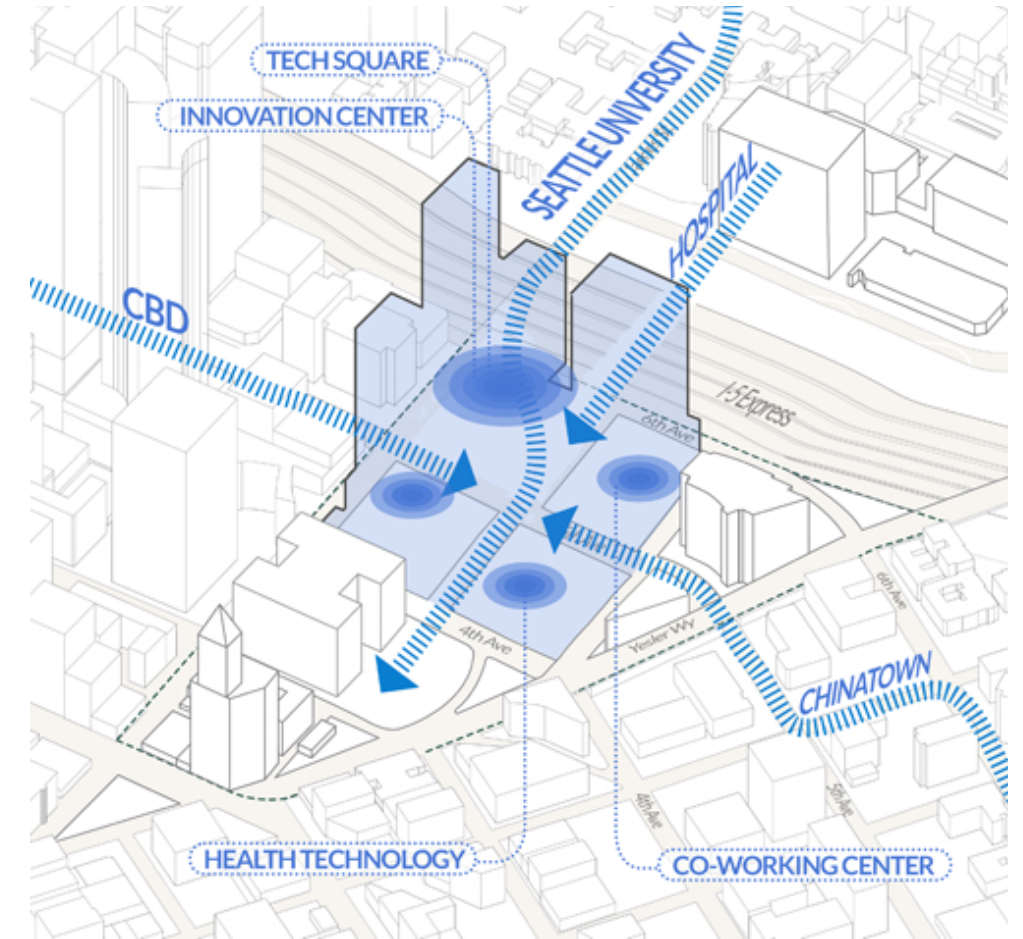 TECH SQUARE
INNOVATION CENTER
SEATTLE UNIVERSITY
HOSPITAL
CBD
I-5 Express
6th Ave
4th Ave
Yesler Wy
6th Ave
CHINATOWN
4th Ave
5th Ave
HEALTH TECHNOLOGY
CO-WORKING CENTER